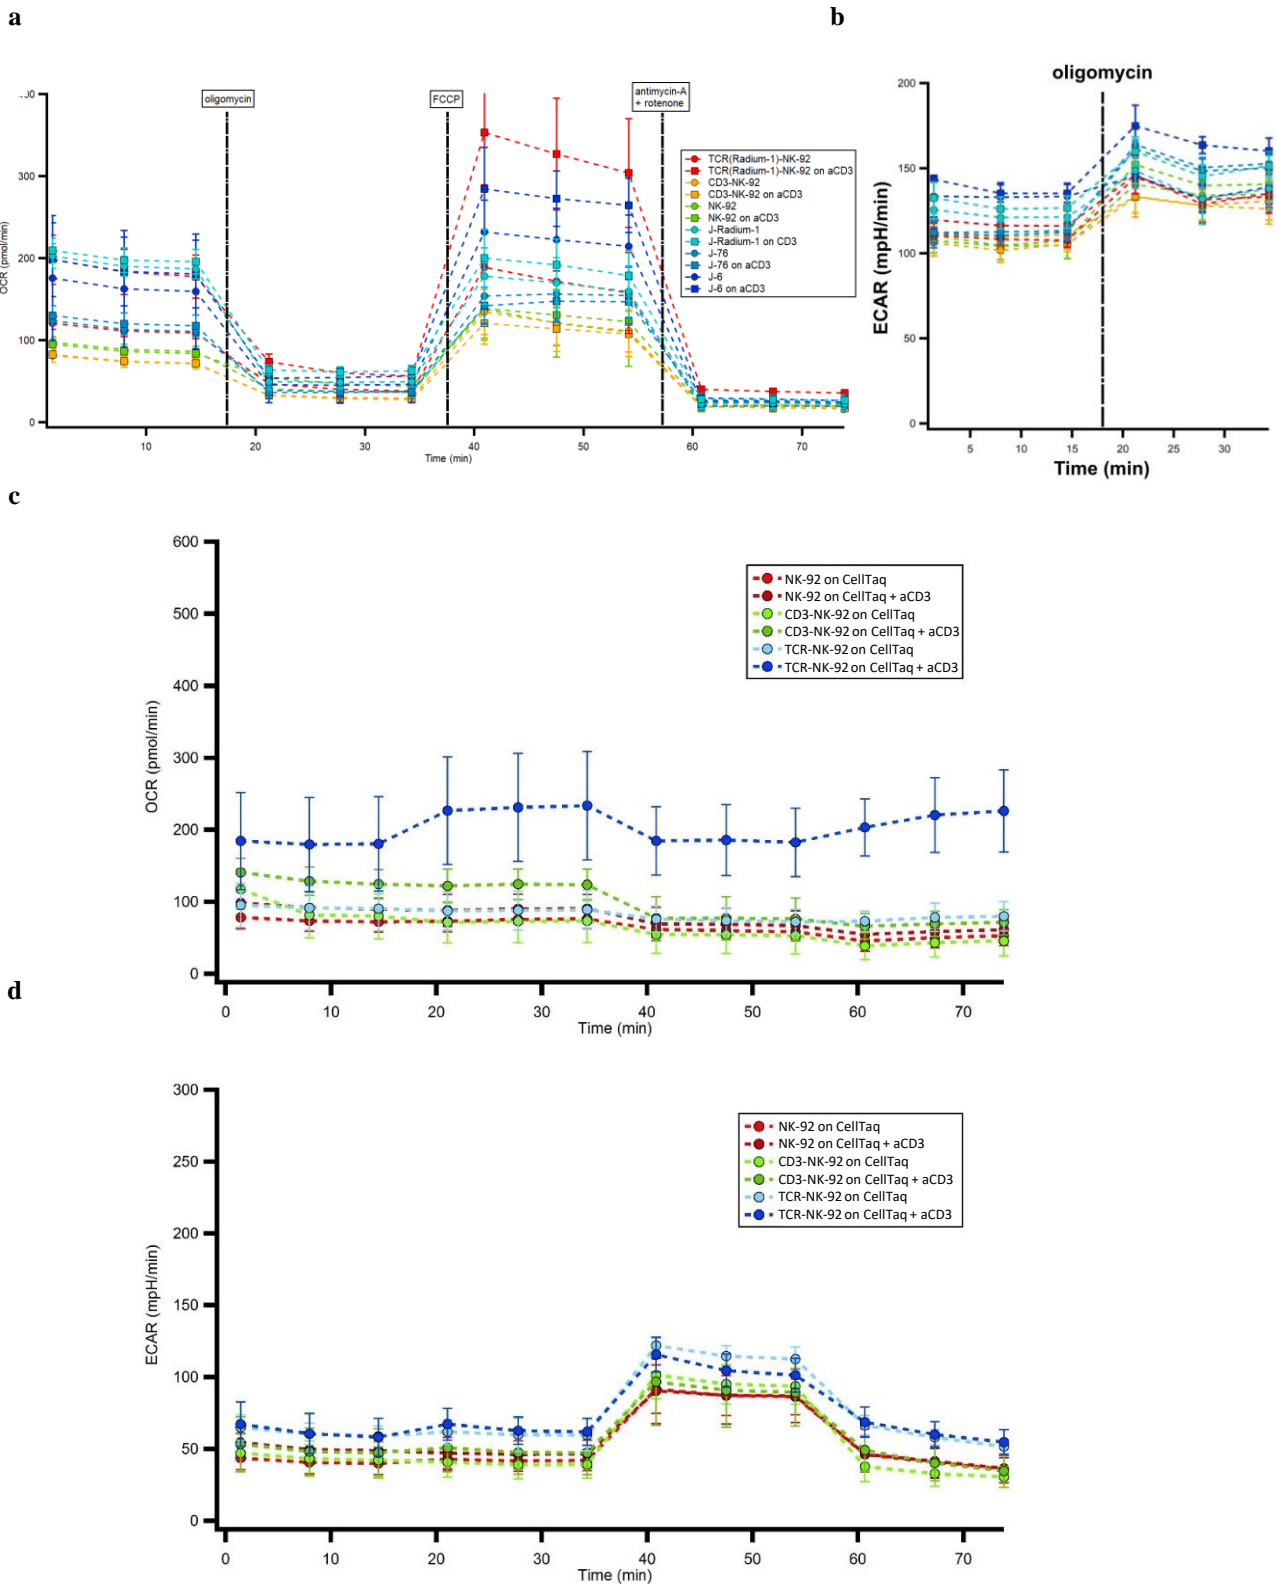 a
b
oligomycin
FCCP
antimycin-A
+ rotenone
300
200
100
0
OCR (pmol/min)
10
20
30
40
50
60
70
Time (min)
TCR(Radium-1)-NK-92
TCR(Radium-1)-NK-92 on aCD3
CD3-NK-92
CD3-NK-92 on aCD3
NK-92
NK-92 on aCD3
J-Radium-1
J-Radium-1 on CD3
J-76
J-76 on aCD3
J-6
J-6 on aCD3
oligomycin
200
150
100
50
0
ECAR (mpH/min)
5
10
15
20
25
30
Time (min)
c
600
500
400
300
200
100
0
OCR (pmol/min)
0
10
20
30
40
50
60
70
Time (min)
NK-92 on CellTaq
NK-92 on CellTaq + aCD3
CD3-NK-92 on CellTaq
CD3-NK-92 on CellTaq + aCD3
TCR-NK-92 on CellTaq
TCR-NK-92 on CellTaq + aCD3
d
300
250
200
150
100
50
0
ECAR (mpH/min)
0
10
20
30
40
50
60
70
Time (min)
NK-92 on CellTaq
NK-92 on CellTaq + aCD3
CD3-NK-92 on CellTaq
CD3-NK-92 on CellTaq + aCD3
TCR-NK-92 on CellTaq
TCR-NK-92 on CellTaq + aCD3